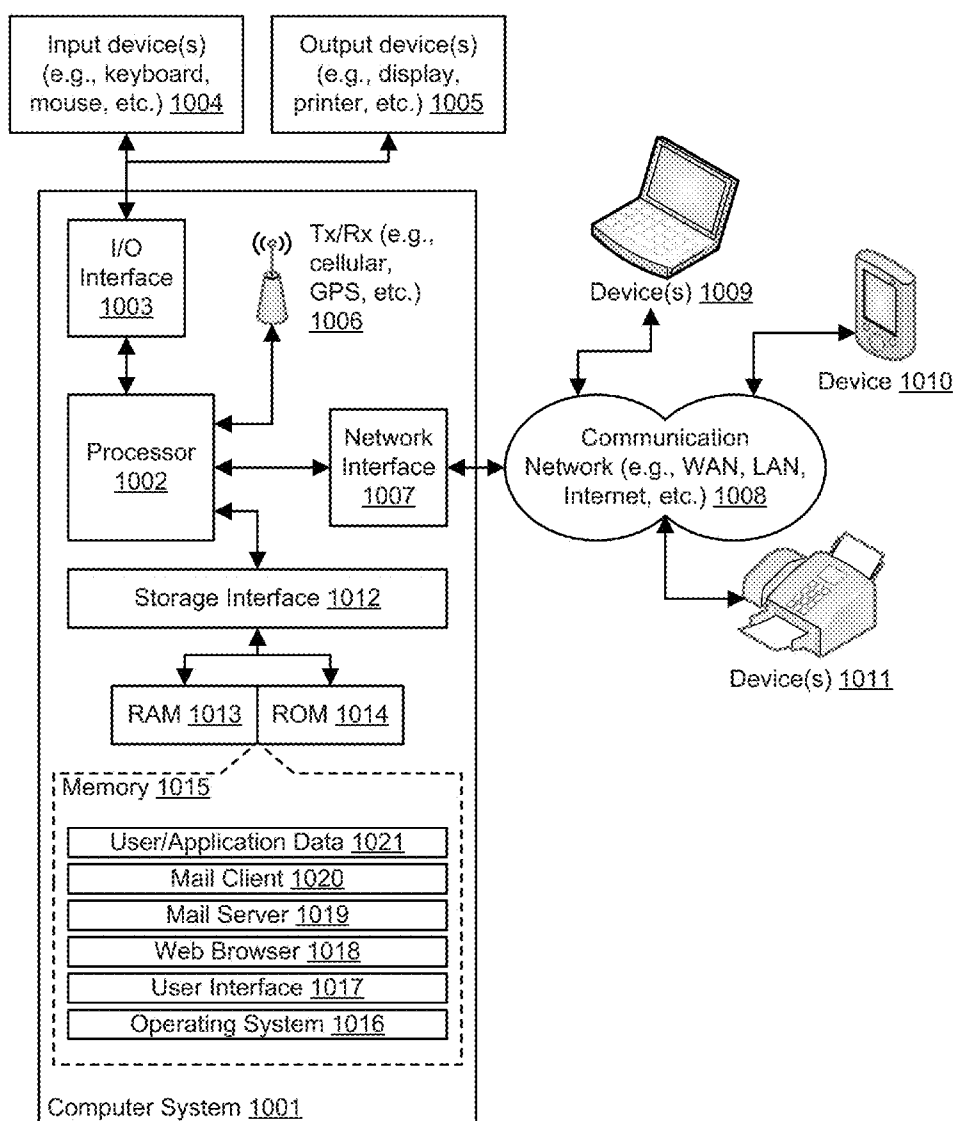 Input device(s)
(e.g., keyboard,
mouse, etc.) 1004
Output device(s)
(e.g., display,
printer, etc.) 1005
I/O
Interface
1003
Tx/Rx (e.g.,
cellular,
GPS, etc.)
1006
Device(s) 1009
Device 1010
Processor
1002
Network
Interface
1007
Communication
Network (e.g., WAN, LAN,
Internet, etc.) 1008
Storage Interface 1012
Device(s) 1011
RAM 1013
ROM 1014
Memory 1015
User/Application Data 1021
Mail Client 1020
Mail Server 1019
Web Browser 1018
User Interface 1017
Operating System 1016
Computer System 1001